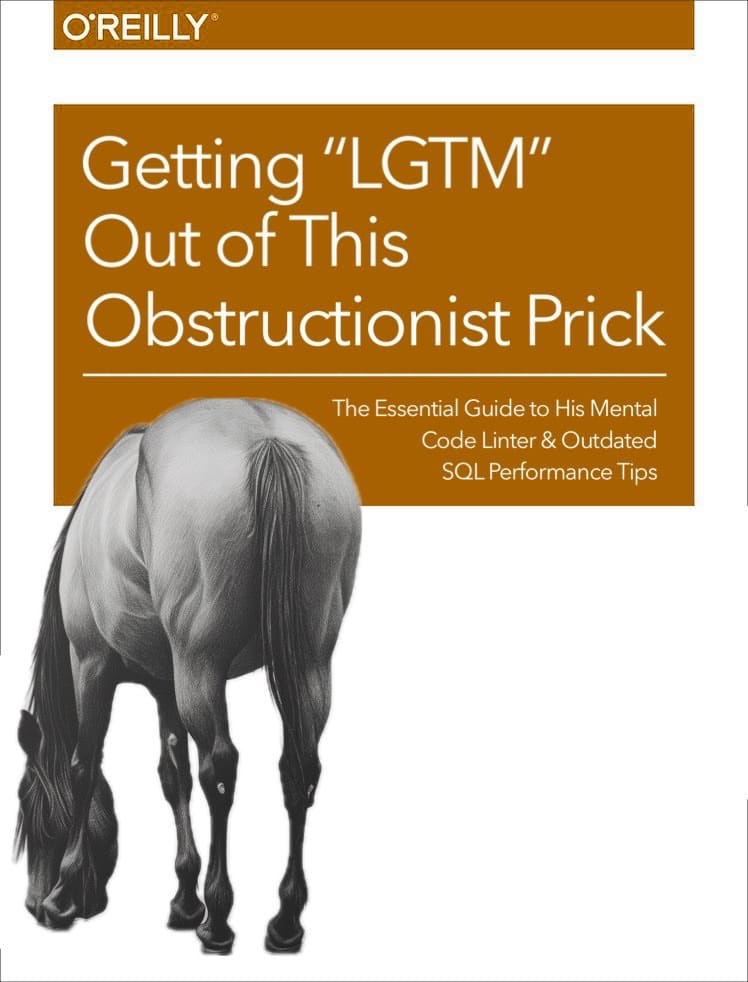 O'REILLY®
Getting “LGTM”
Out of This
Obstructionist Prick
The Essential Guide to His Mental
Code Linter & Outdated
SQL Performance Tips